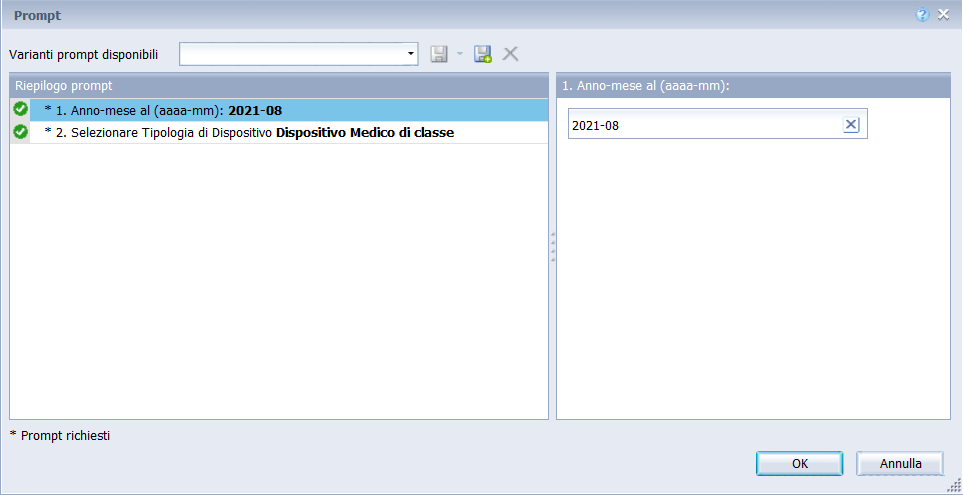 Prompt
Varianti prompt disponibili
Riepilogo prompt
* 1. Anno-mese al (aaaa-mm): 2021-08
* 2. Selezionare Tipologia di Dispositivo Dispositivo Medico di classe
1. Anno-mese al (aaaa-mm):
2021-08
* Prompt richiesti
OK
Annulla